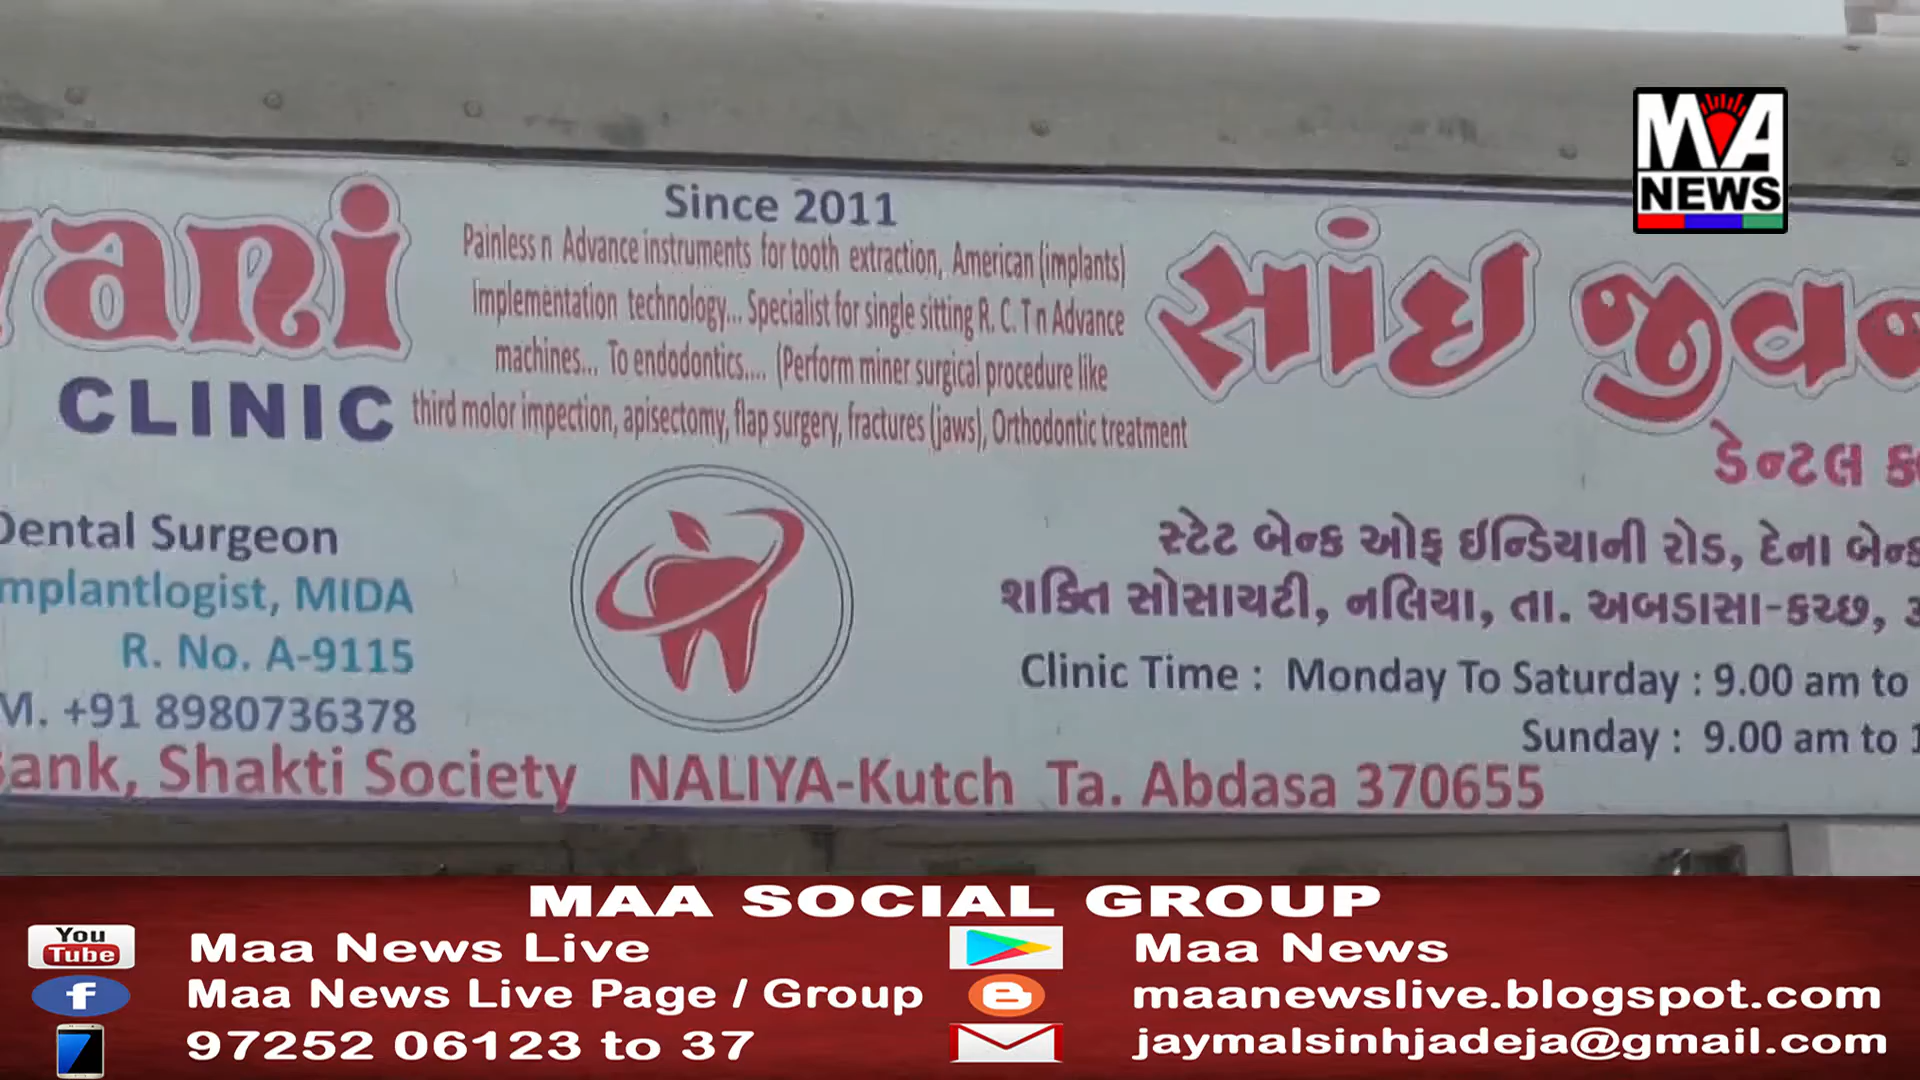 MAA
NEWS
Since 2011
Painless n Advance instruments for tooth extraction, American (implants)
implementation technology... Specialist for single sitting R. C. T n Advance
machines... To endodontics.... (Perform miner surgical procedure like
third molor impection, apisectomy, flap surgery, fractures (jaws), Orthodontic treatment
vani
CLINIC
Dental Surgeon
Implantlogist, MIDA
R. No. A-9115
M. +91 8980736378
સાંઇ જીવન
ડેન્ટલ
સ્ટેટ બેન્ક ઓફ ઇન્ડિયાની રોડ, દેના બેન્ક
શક્તિ સોસાયટી, નલિયા, તા. અબડાસા-કચ્છ,
Clinic Time : Monday To Saturday : 9.00 am to
Sunday : 9.00 am to
Bank, Shakti Society NALIYA-Kutch Ta. Abdasa 370655
MAA SOCIAL GROUP
You Tube Maa News Live
f Maa News Live Page / Group
97252 06123 to 37
Maa News
maanewslive.blogspot.com
jaymalsinhjadeja@gmail.com